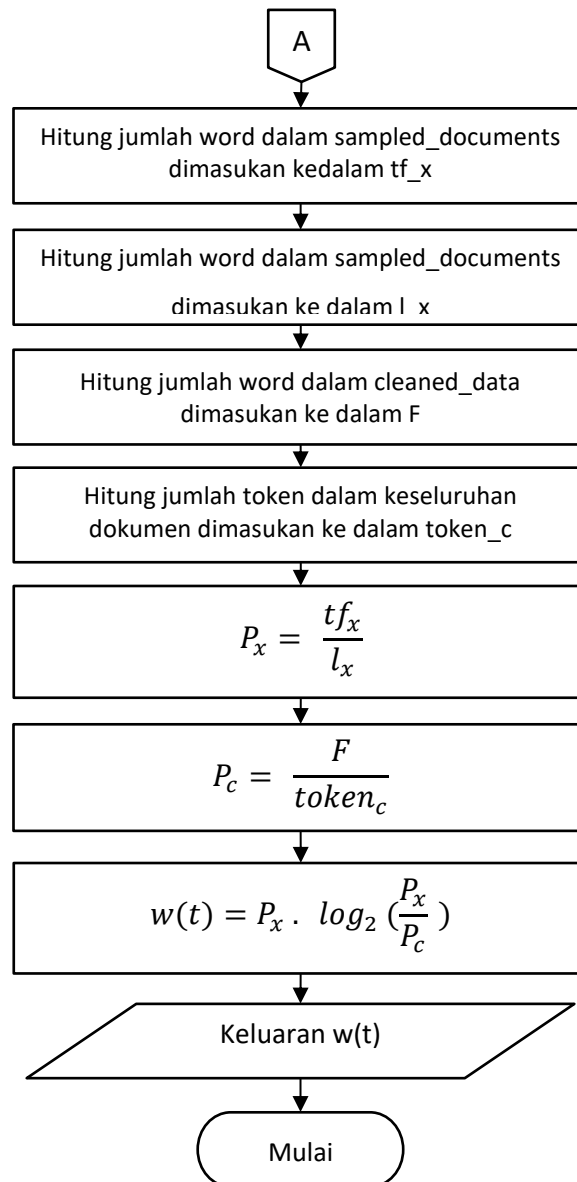 A
Hitung jumlah word dalam sampled_documents
dimasukan kedalam tf_x
Hitung jumlah word dalam sampled_documents
dimasukan ke dalam l_x
Hitung jumlah word dalam cleaned_data
dimasukan ke dalam F
Hitung jumlah token dalam keseluruhan
dokumen dimasukan ke dalam token_c
P_x = tf_x / l_x
P_c = F / token_c
w(t) = P_x . log_2 (P_x / P_c)
Keluaran w(t)
Mulai